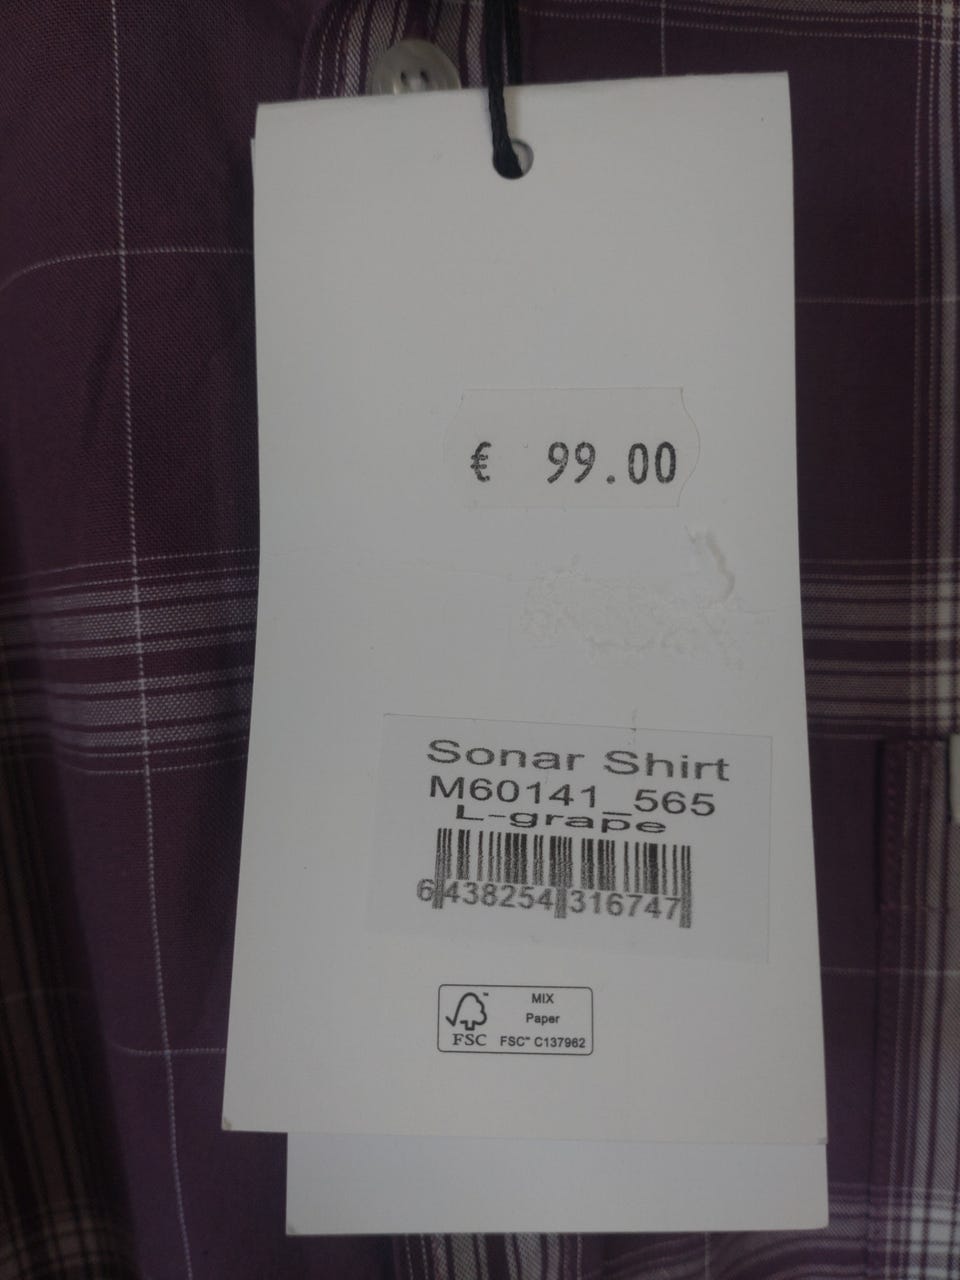 € 99.00
Sonar Shirt
M60141_565
L-grape
6 438254 316747
MIX
Paper
FSC™ C137962
FSC